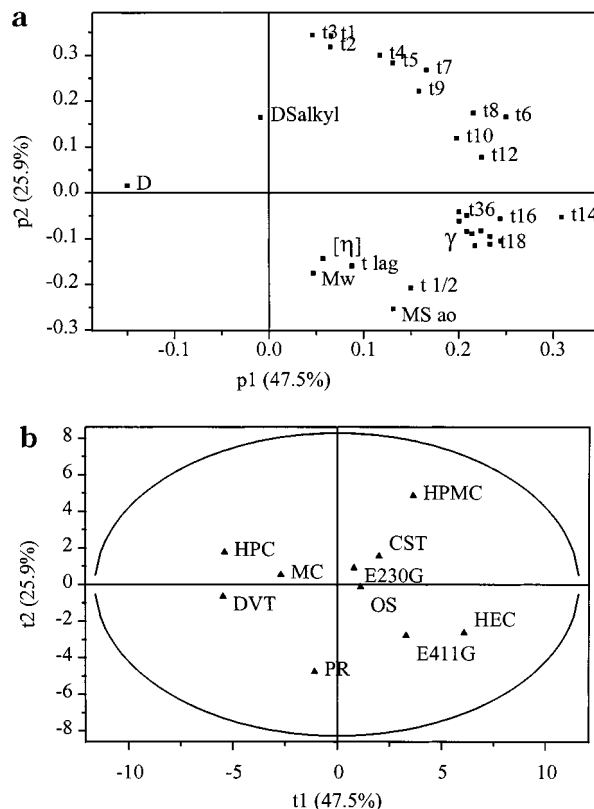 a
p2 (25.9%)
0.3
0.2
0.1
0.0
-0.1
-0.2
-0.3
t3 t1
t2
t4
t5
t7
t9
t8 t6
t10
t12
DSalkyl
D
t36 t16 t14
γ t18
[η]
t lag
Mw
t 1/2
MS ao
-0.1 0.0 0.1 0.2 0.3
p1 (47.5%)
b
t2 (25.9%)
8
6
4
2
0
-2
-4
-6
-8
HPMC
CST
HPC
MC E230G
DVT OS
HEC
E411G
PR
-10 -5 0 5 10
t1 (47.5%)